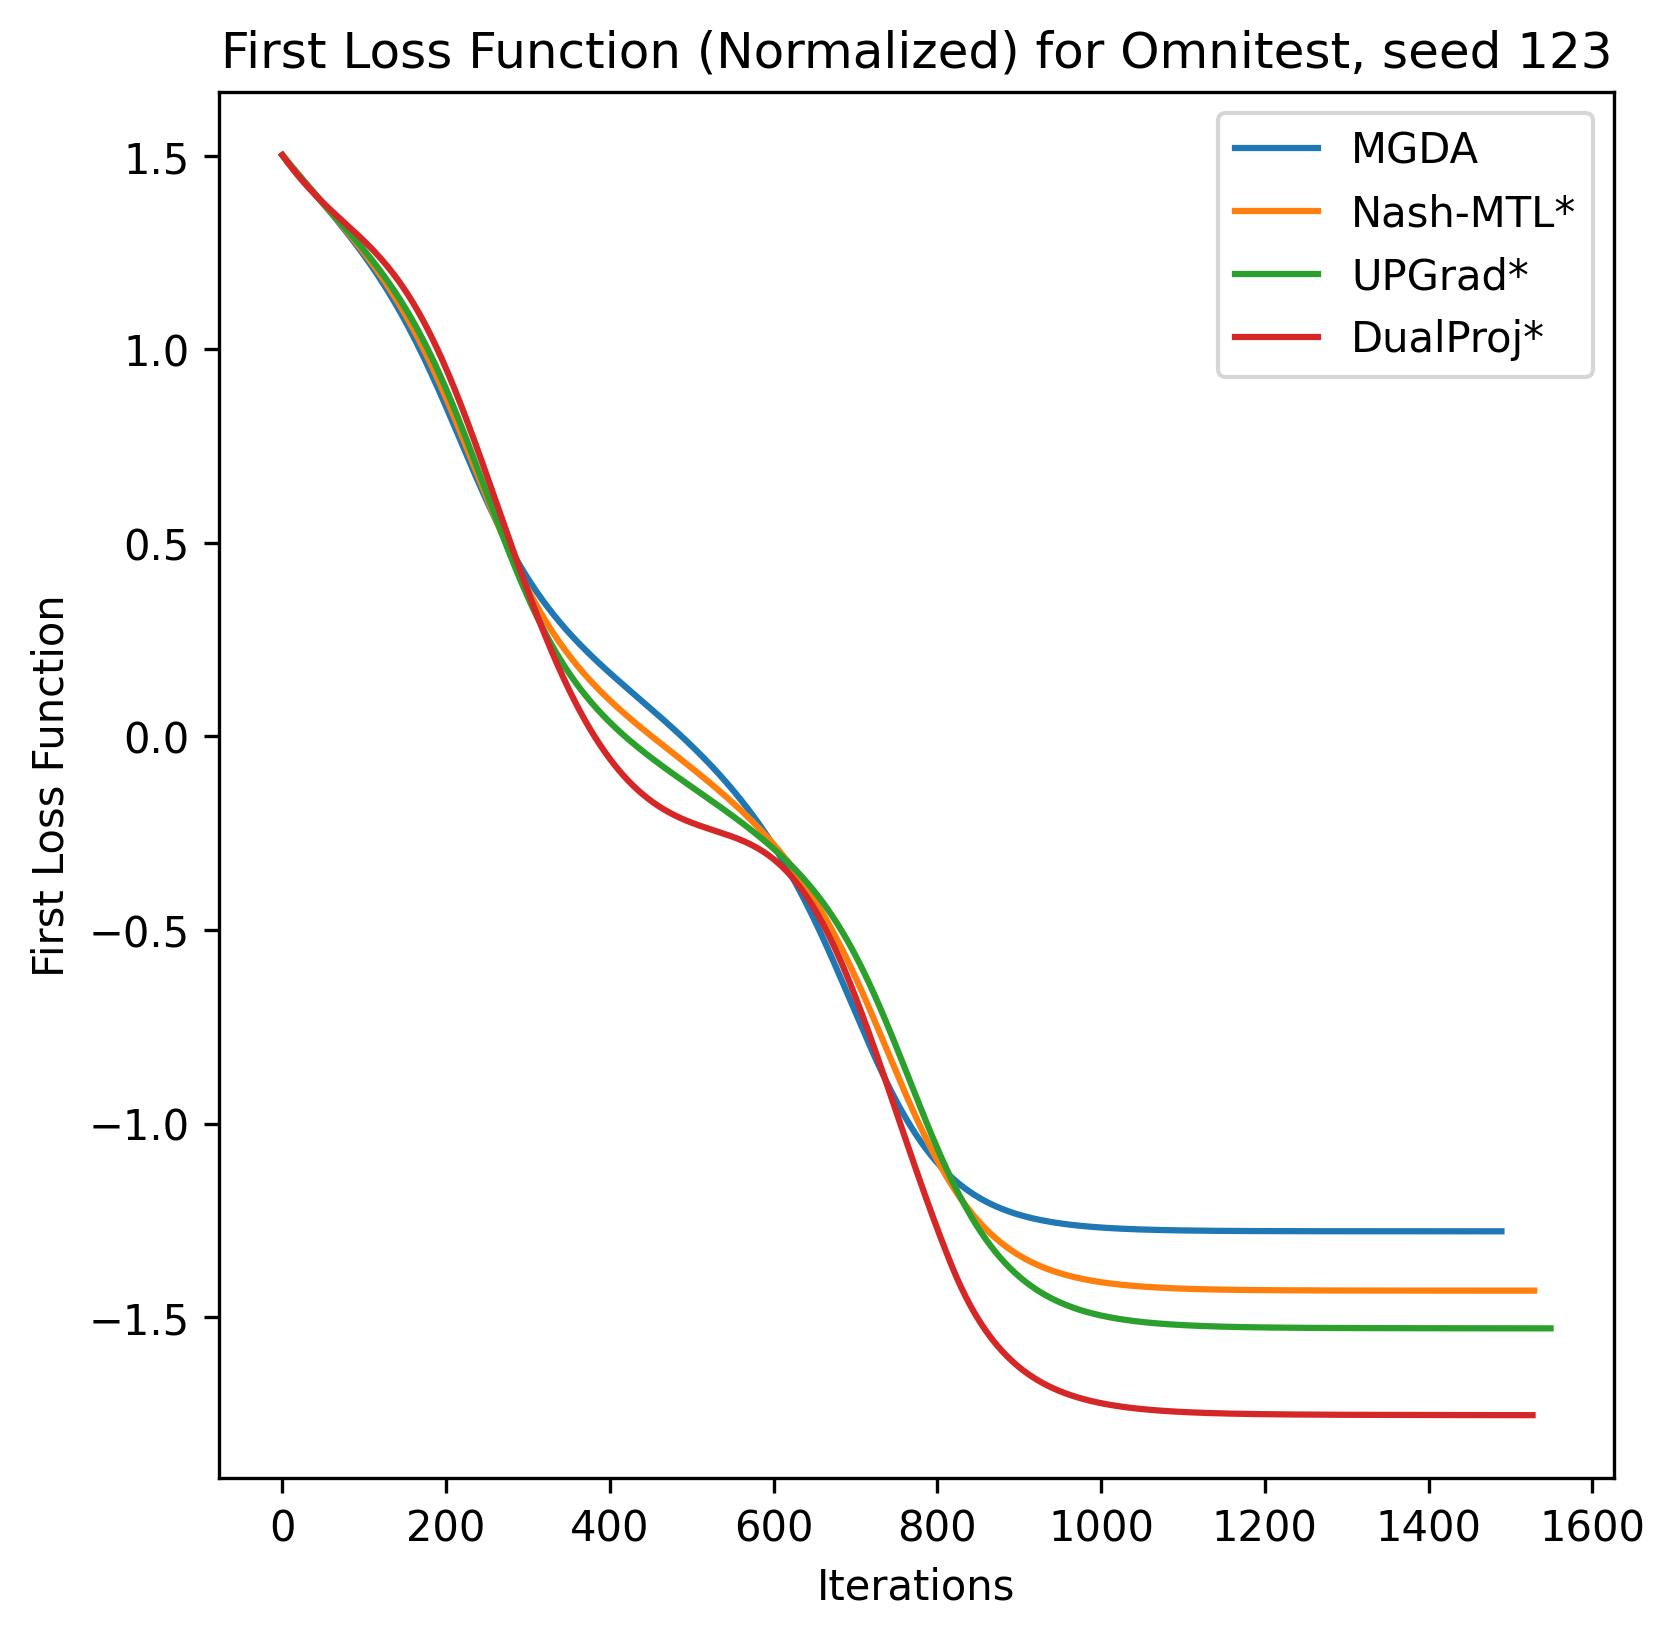 First Loss Function (Normalized) for Omnitest, seed 123
MGDA
Nash-MTL*
UPGrad*
DualProj*
1.5
1.0
0.5
0.0
−0.5
−1.0
−1.5
First Loss Function
0 200 400 600 800 1000 1200 1400 1600
Iterations